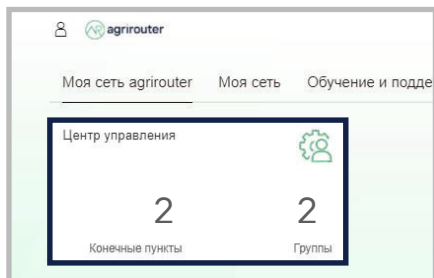 agrirouter
Моя сеть agrirouter Моя сеть Обучение и подде
Центр управления
2 2
Конечные пункты Группы